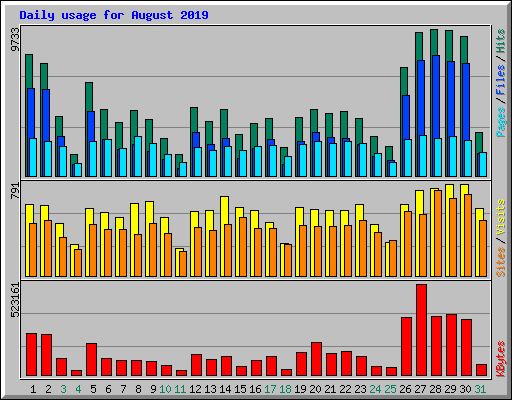 Daily usage for August 2019
9733
Pages / Files / Hits
791
Sites / Visits
523161
KBytes
1 2 3 4 5 6 7 8 9 10 11 12 13 14 15 16 17 18 19 20 21 22 23 24 25 26 27 28 29 30 31